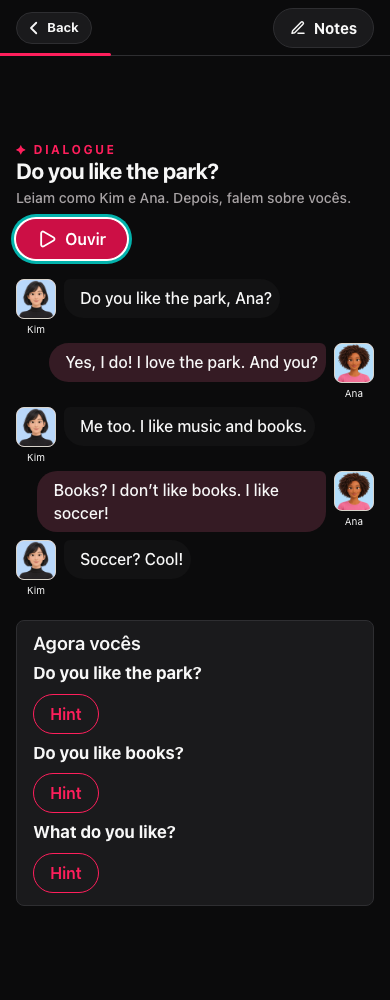 Back
Notes
DIALOGUE
Do you like the park?
Leiam como Kim e Ana. Depois, falem sobre vocês.
Ouvir
Do you like the park, Ana?
Kim
Yes, I do! I love the park. And you?
Ana
Me too. I like music and books.
Kim
Books? I don’t like books. I like
soccer!
Ana
Soccer? Cool!
Kim
Agora vocês
Do you like the park?
Hint
Do you like books?
Hint
What do you like?
Hint